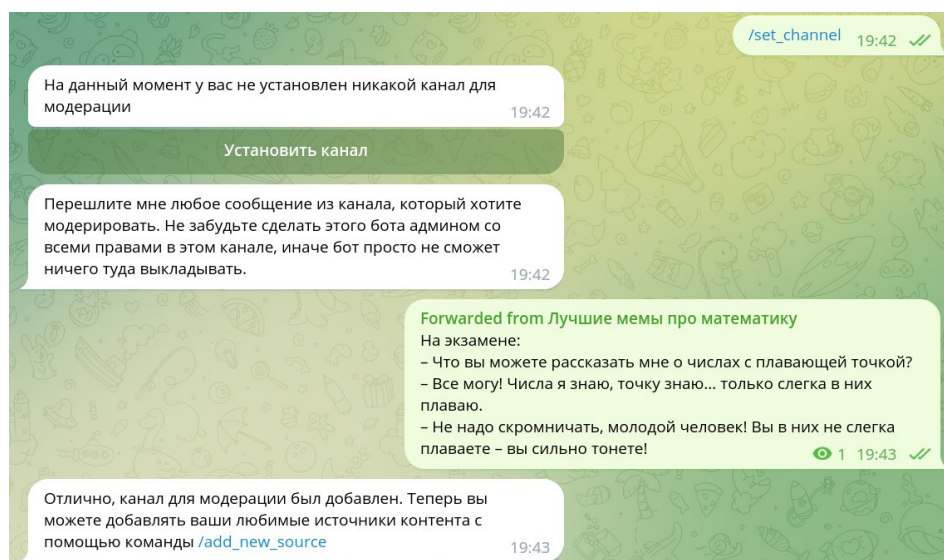 /set_channel 19:42
На данный момент у вас не установлен никакой канал для
модерации
19:42
Установить канал
Перешлите мне любое сообщение из канала, который хотите
модерировать. Не забудьте сделать этого бота админом со
всеми правами в этом канале, иначе бот просто не сможет
ничего туда выкладывать.
19:42
Forwarded from Лучшие мемы про математику
На экзамене:
– Что вы можете рассказать мне о числах с плавающей точкой?
– Все могу! Числа я знаю, точку знаю... только слегка в них
плаваю.
– Не надо скромничать, молодой человек! Вы в них не слегка
плаваете – вы сильно тонете!
1 19:43
Отлично, канал для модерации был добавлен. Теперь вы
можете добавлять ваши любимые источники контента с
помощью команды /add_new_source
19:43